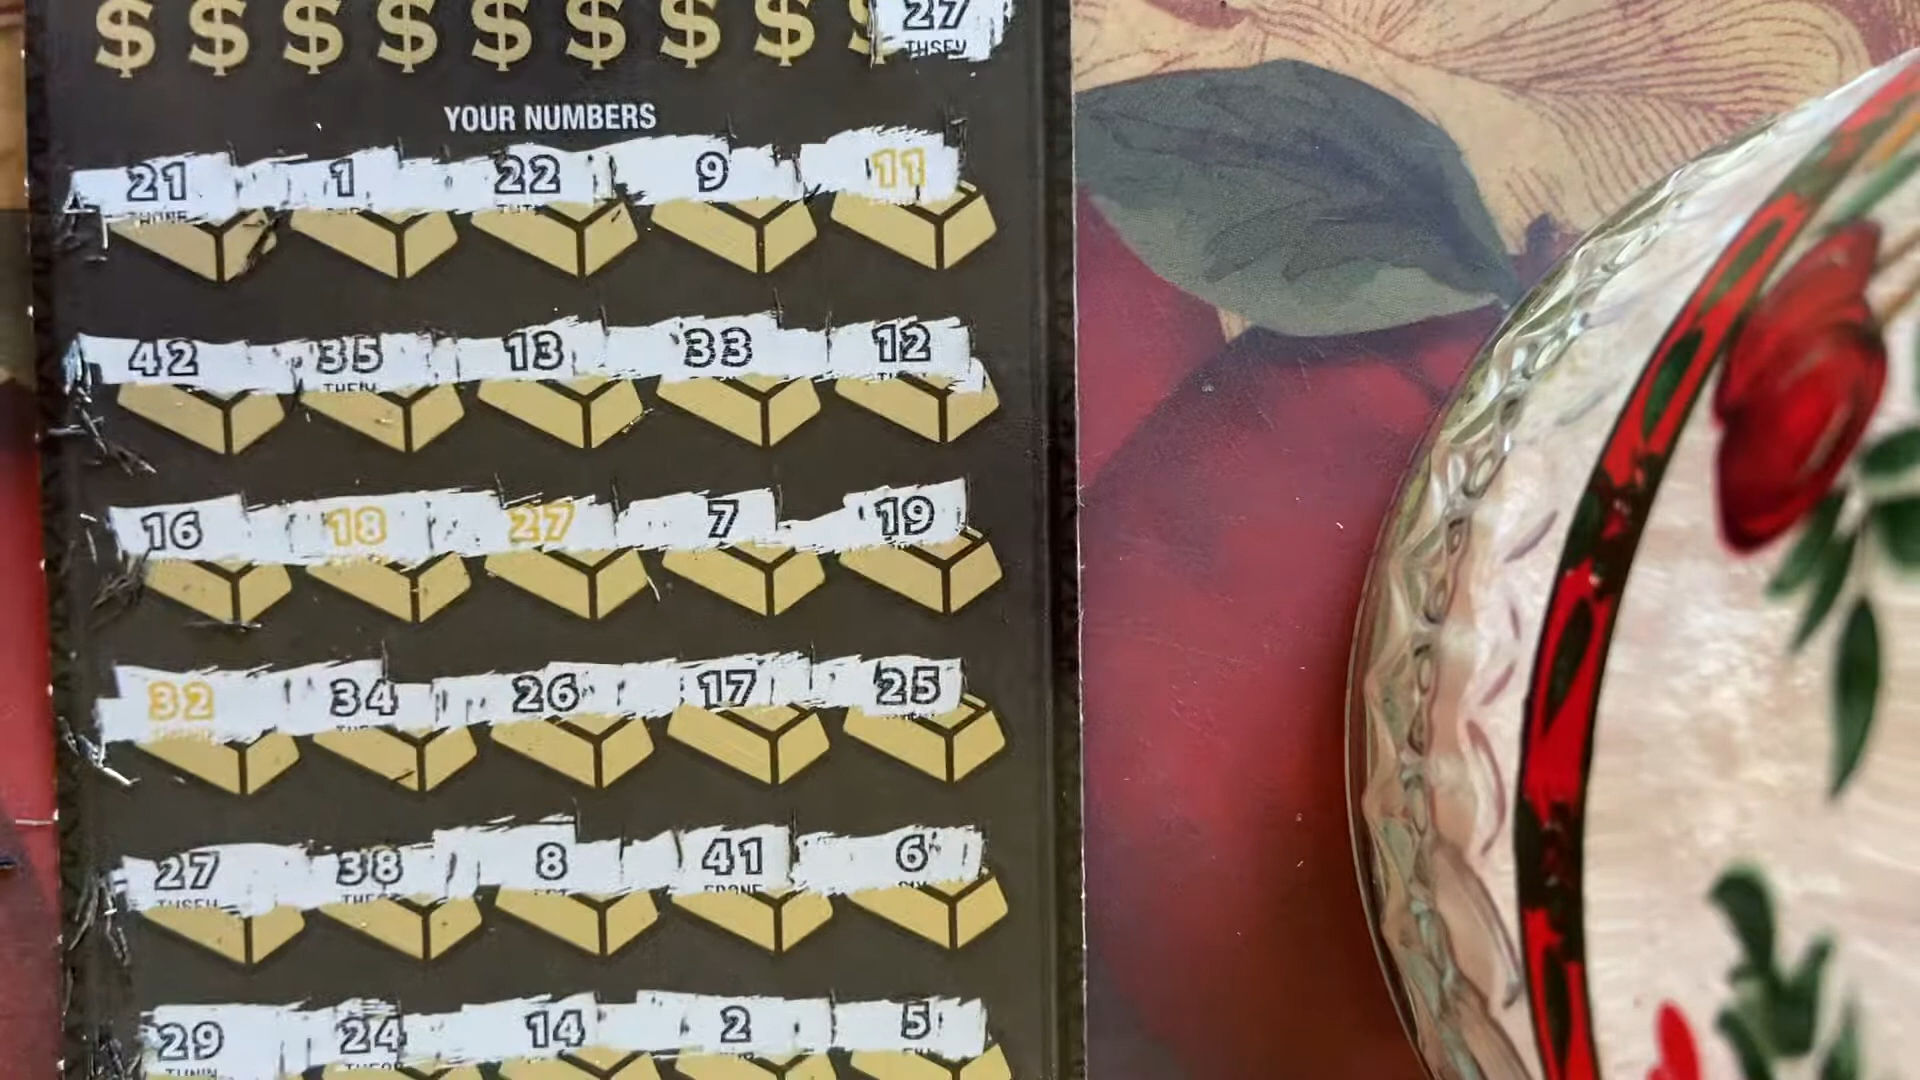 $ $ $ $ $ $ $ $ $ 27
THSEV
YOUR NUMBERS
21 1 22 9 11
42 35 13 33 12
16 18 27 7 19
32 34 26 17 25
27 38 8 41 6
29 24 14 2 5